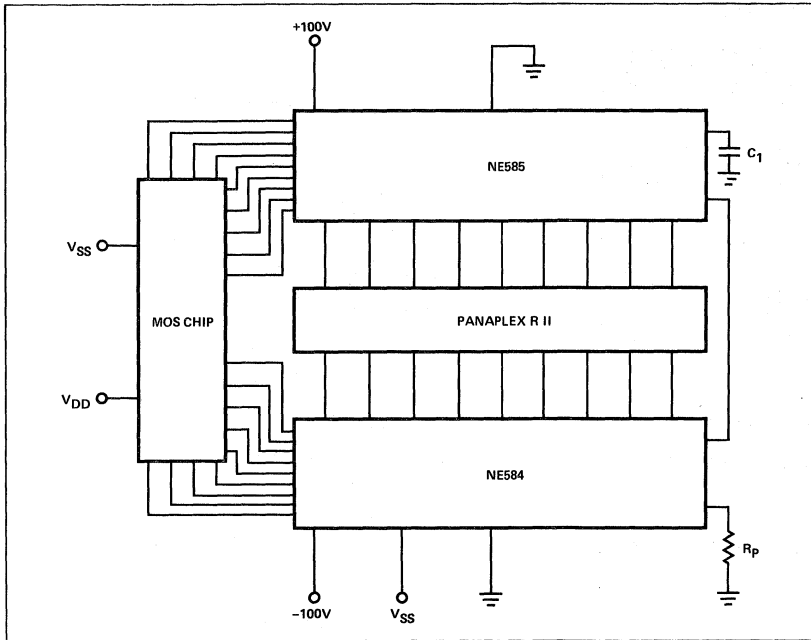 +100V
NE585
C1
VSS
MOS CHIP
PANAPLEX R II
VDD
NE584
RP
-100V
VSS